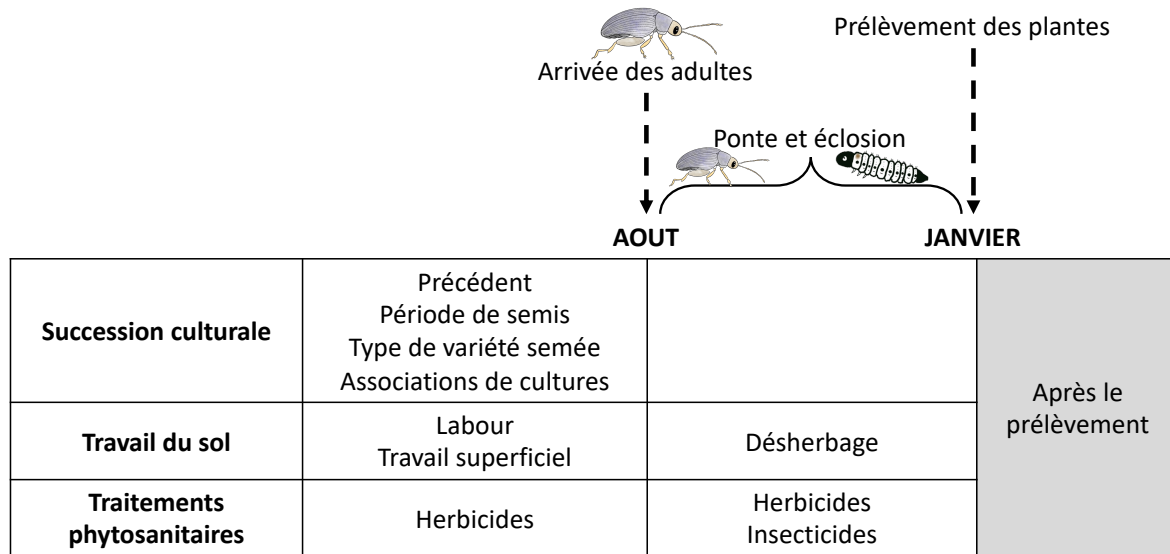 Prélèvement des plantes
Arrivée des adultes
Ponte et éclosion
AOUT
JANVIER
Succession culturale
Précédent
Période de semis
Type de variété semée
Associations de cultures
Après le
prélèvement
Travail du sol
Labour
Travail superficiel
Désherbage
Traitements
phytosanitaires
Herbicides
Herbicides
Insecticides